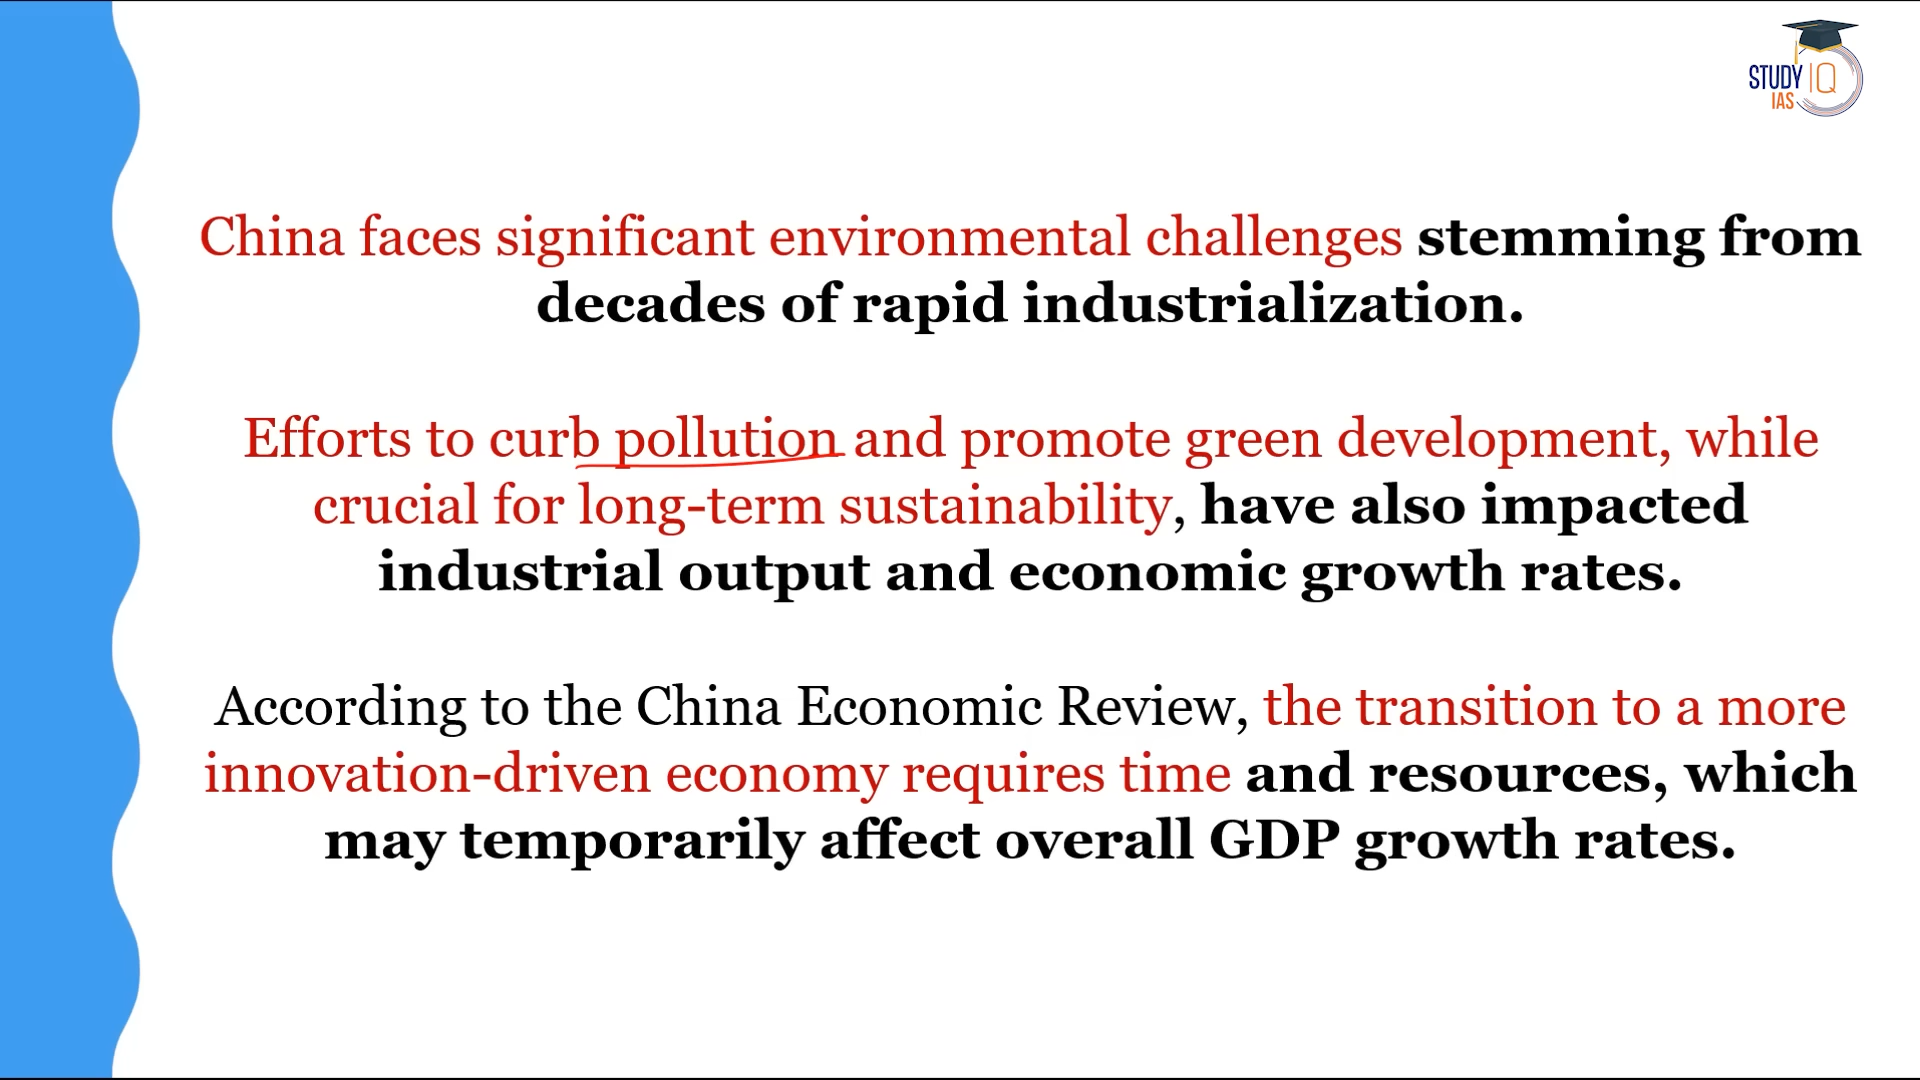 STUDY IQ
IAS
China faces significant environmental challenges stemming from
decades of rapid industrialization.
Efforts to curb pollution and promote green development, while
crucial for long-term sustainability, have also impacted
industrial output and economic growth rates.
According to the China Economic Review, the transition to a more
innovation-driven economy requires time and resources, which
may temporarily affect overall GDP growth rates.